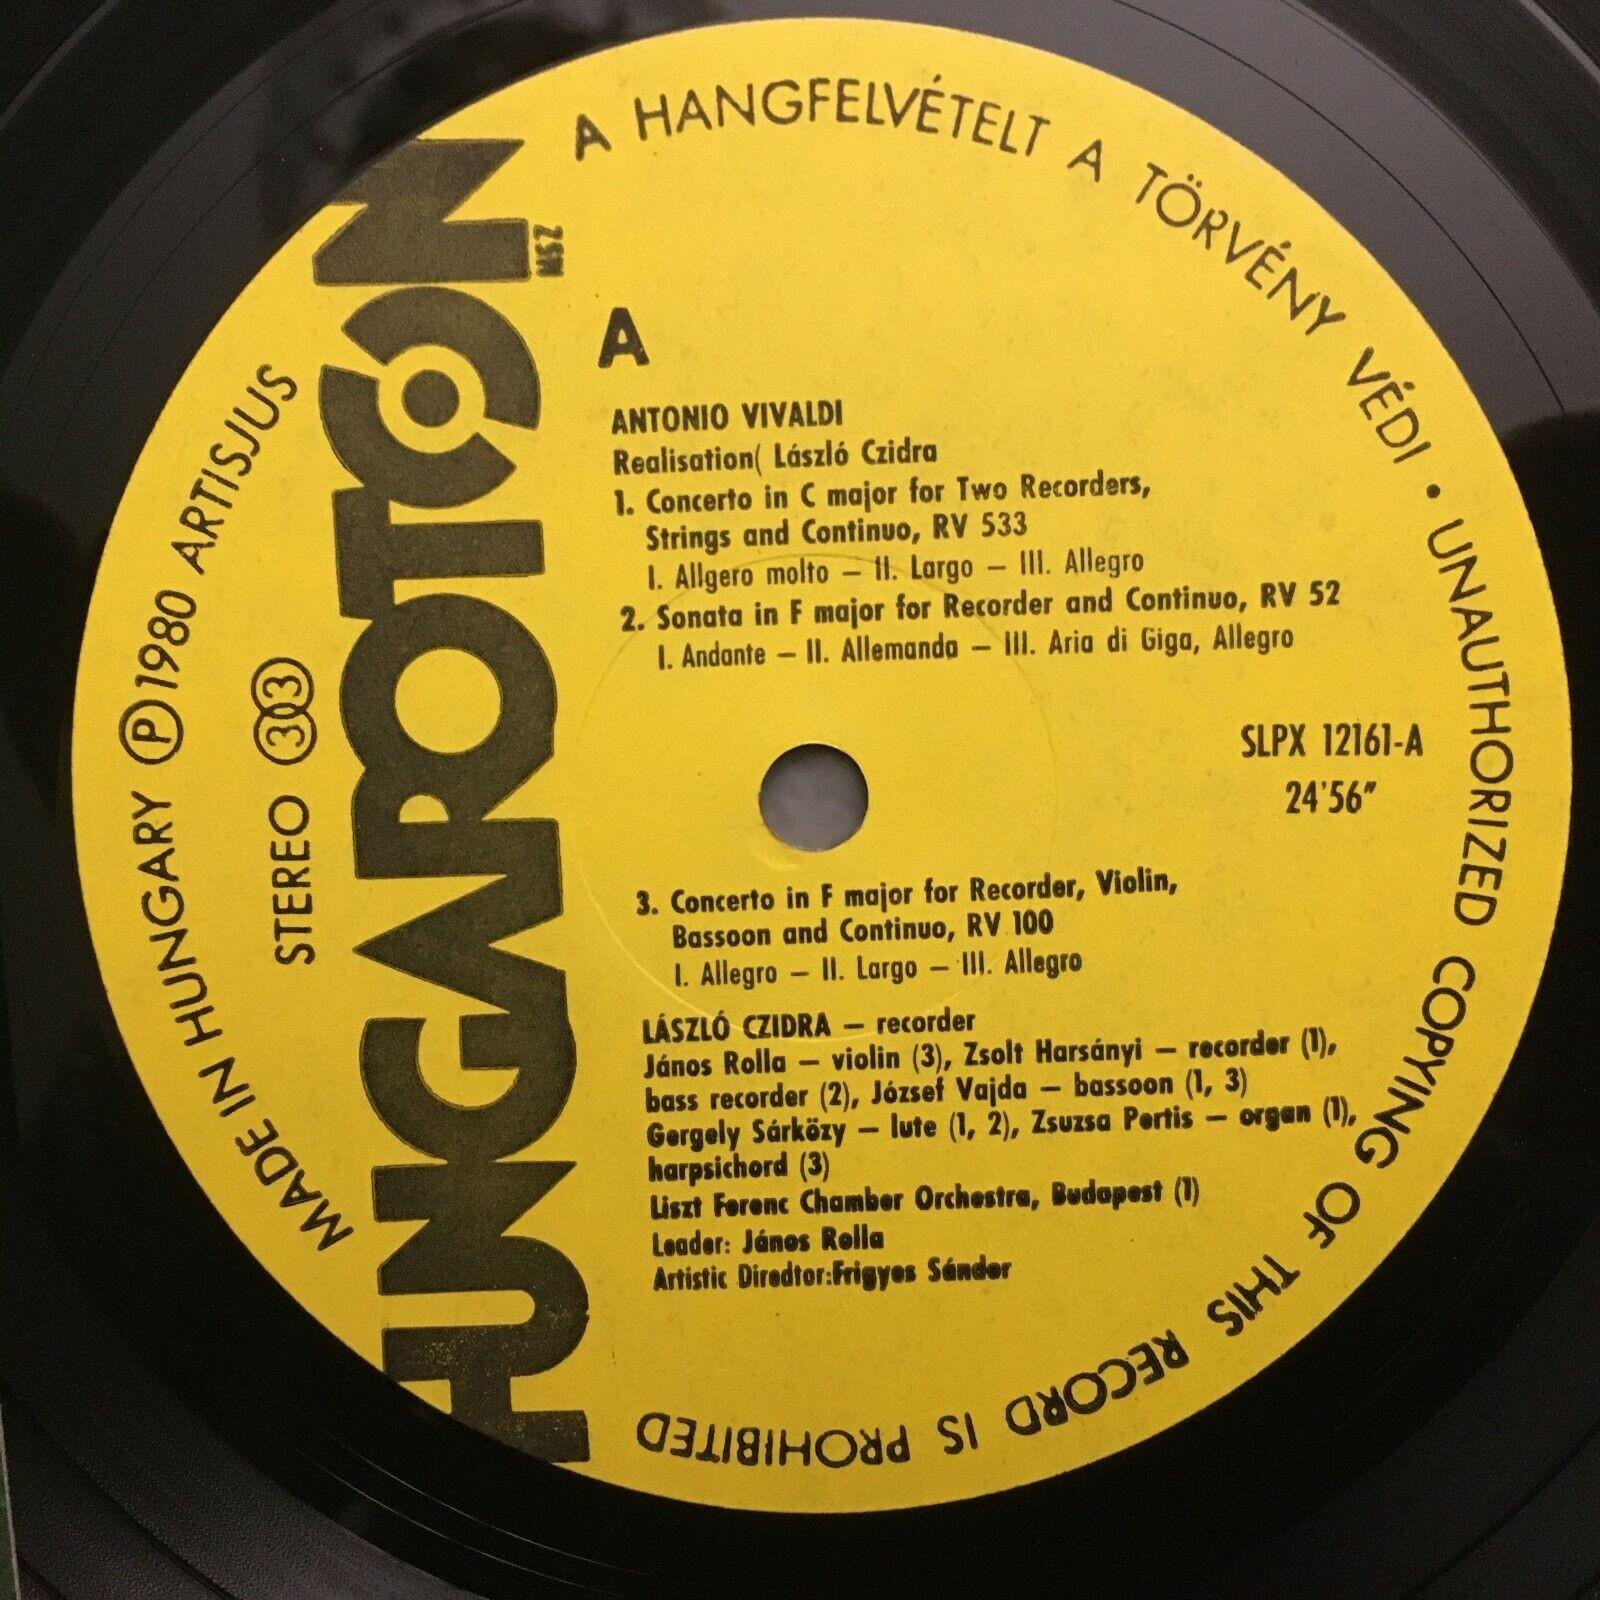 A HANGFELVÉTELT A TÖRVÉNY VÉDI • UNAUTHORIZED COPYING OF THIS RECORD IS PROHIBITED
MADE IN HUNGARY Ⓟ 1980 ARTISJUS
STEREO 33
HUNGAROTON
MSZ
A
ANTONIO VIVALDI
Realisation( László Czidra
1. Concerto in C major for Two Recorders,
Strings and Continuo, RV 533
I. Allgero molto – II. Largo – III. Allegro
2. Sonata in F major for Recorder and Continuo, RV 52
I. Andante – II. Allemanda – III. Aria di Giga, Allegro
SLPX 12161-A
24'56"
3. Concerto in F major for Recorder, Violin,
Bassoon and Continuo, RV 100
I. Allegro – II. Largo – III. Allegro
LÁSZLÓ CZIDRA – recorder
János Rolla – violin (3), Zsolt Harsányi – recorder (1),
bass recorder (2), József Vajda – bassoon (1, 3)
Gergely Sárközy – lute (1, 2), Zsuzsa Pertis – organ (1),
harpsichord (3)
Liszt Ferenc Chamber Orchestra, Budapest (1)
Leader: János Rolla
Artistic Diredtor:Frigyes Sándor